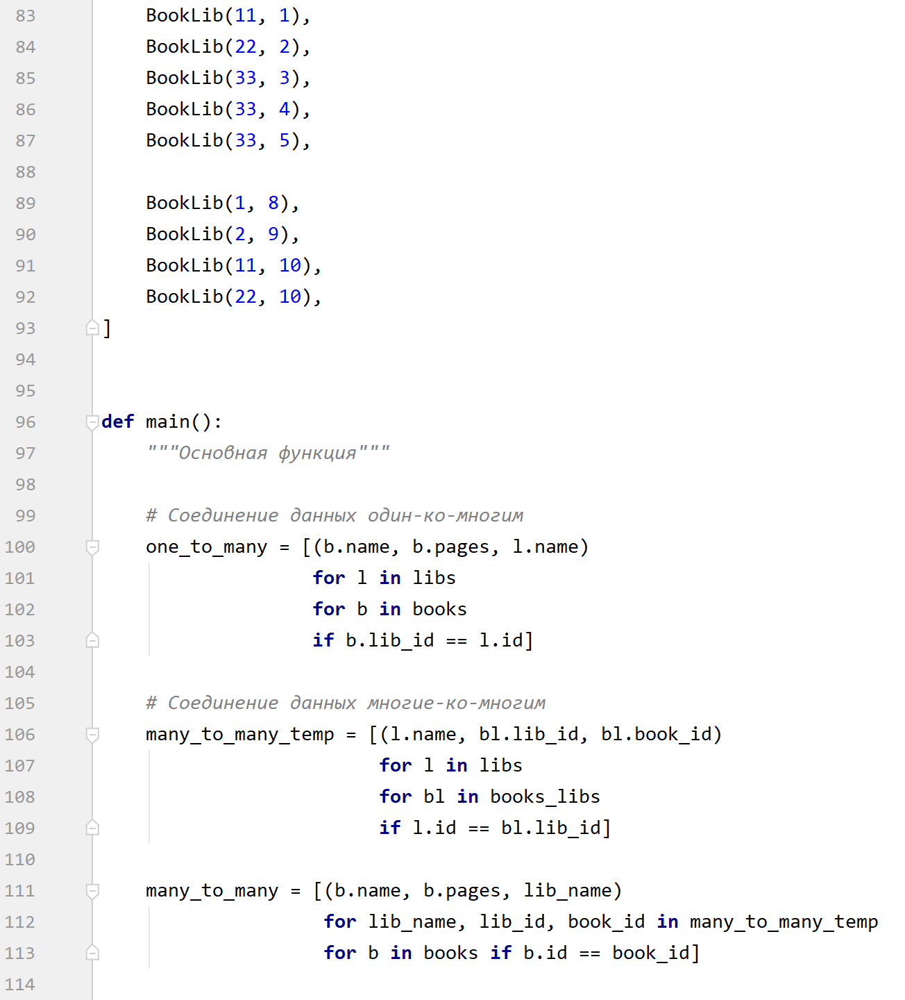 83 BookLib(11, 1),
84 BookLib(22, 2),
85 BookLib(33, 3),
86 BookLib(33, 4),
87 BookLib(33, 5),
88
89 BookLib(1, 8),
90 BookLib(2, 9),
91 BookLib(11, 10),
92 BookLib(22, 10),
93 ]
94
95
96 def main():
97 """Основная функция"""
98
99 # Соединение данных один-ко-многим
100 one_to_many = [(b.name, b.pages, l.name)
101 for l in libs
102 for b in books
103 if b.lib_id == l.id]
104
105 # Соединение данных многие-ко-многим
106 many_to_many_temp = [(l.name, bl.lib_id, bl.book_id)
107 for l in libs
108 for bl in books_libs
109 if l.id == bl.lib_id]
110
111 many_to_many = [(b.name, b.pages, lib_name)
112 for lib_name, lib_id, book_id in many_to_many_temp
113 for b in books if b.id == book_id]
114